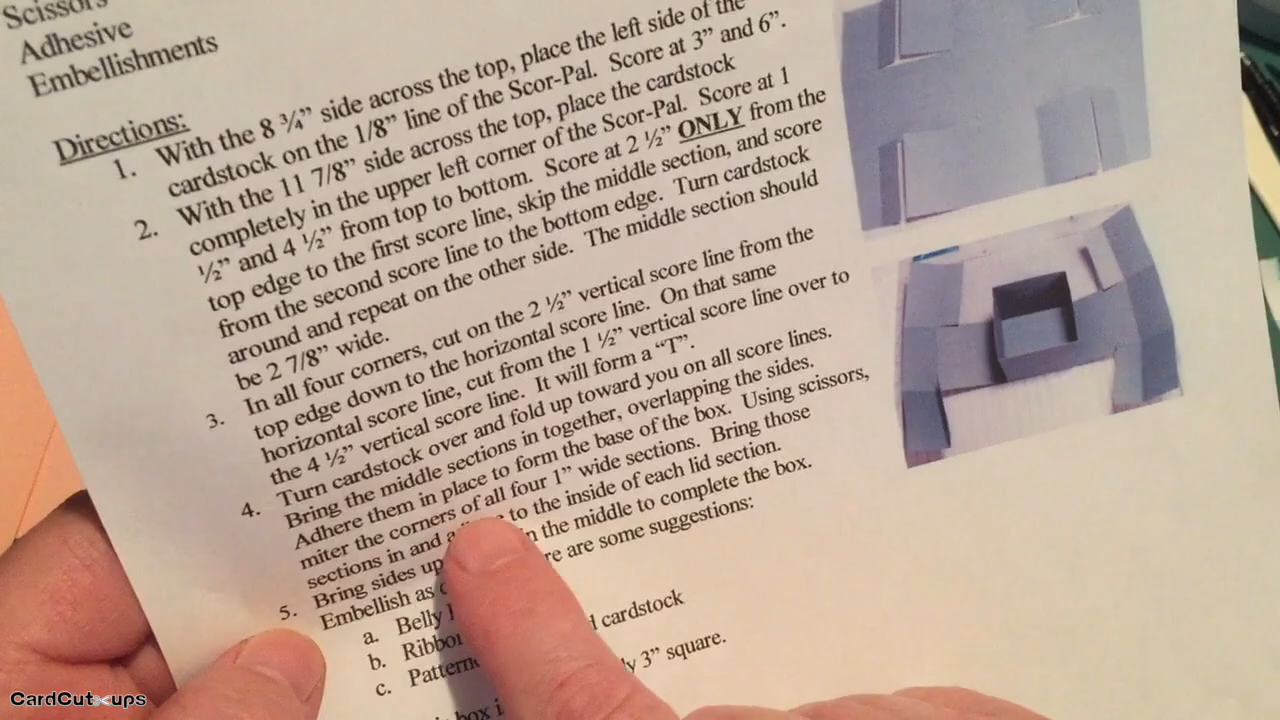 Scissors
Adhesive
Embellishments
Directions:
1. With the 8 ¾” side across the top, place the left side of the
cardstock on the 1/8” line of the Scor-Pal. Score at 3” and 6”.
2. With the 11 7/8” side across the top, place the cardstock
completely in the upper left corner of the Scor-Pal. Score at 1
½” and 4 ½” from top to bottom. Score at 2 ½” ONLY from the
top edge to the first score line, skip the middle section, and score
from the second score line to the bottom edge. Turn cardstock
around and repeat on the other side. The middle section should
be 2 7/8” wide.
3. In all four corners, cut on the 2 ½” vertical score line from the
top edge down to the horizontal score line. On that same
horizontal score line, cut from the 1 ½” vertical score line over to
the 4 ½” vertical score line. It will form a “T”.
4. Turn cardstock over and fold up toward you on all score lines.
Bring the middle sections in together, overlapping the sides.
Adhere them in place to form the base of the box. Using scissors,
miter the corners of all four 1” wide sections. Bring those
sections in and to the inside of each lid section.
5. Bring sides up the middle to complete the box.
Embellish as are some suggestions:
a. Belly
b. cardstock
c. 3” square.
box
CardCut-ups